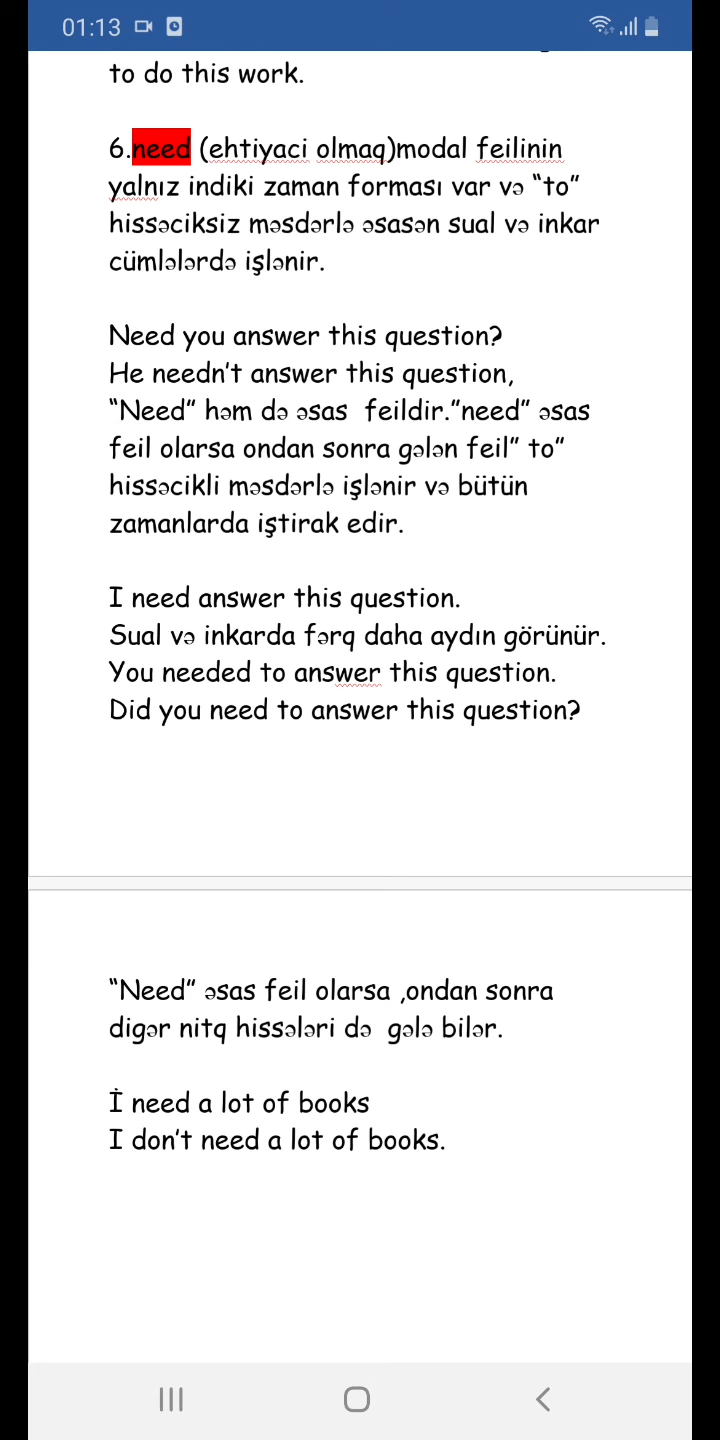 01:13
to do this work.
6.need (ehtiyaci olmaq)modal feilinin
yalnız indiki zaman forması var və “to”
hissəciksiz məsdərlə əsasən sual və inkar
cümlələrdə işlənir.
Need you answer this question?
He needn’t answer this question,
“Need” həm də əsas  feildir.”need” əsas
feil olarsa ondan sonra gələn feil” to”
hissəcikli məsdərlə işlənir və bütün
zamanlarda iştirak edir.
I need answer this question.
Sual və inkarda fərq daha aydın görünür.
You needed to answer this question.
Did you need to answer this question?
“Need” əsas feil olarsa ,ondan sonra
digər nitq hissələri də  gələ bilər.
İ need a lot of books
I don’t need a lot of books.